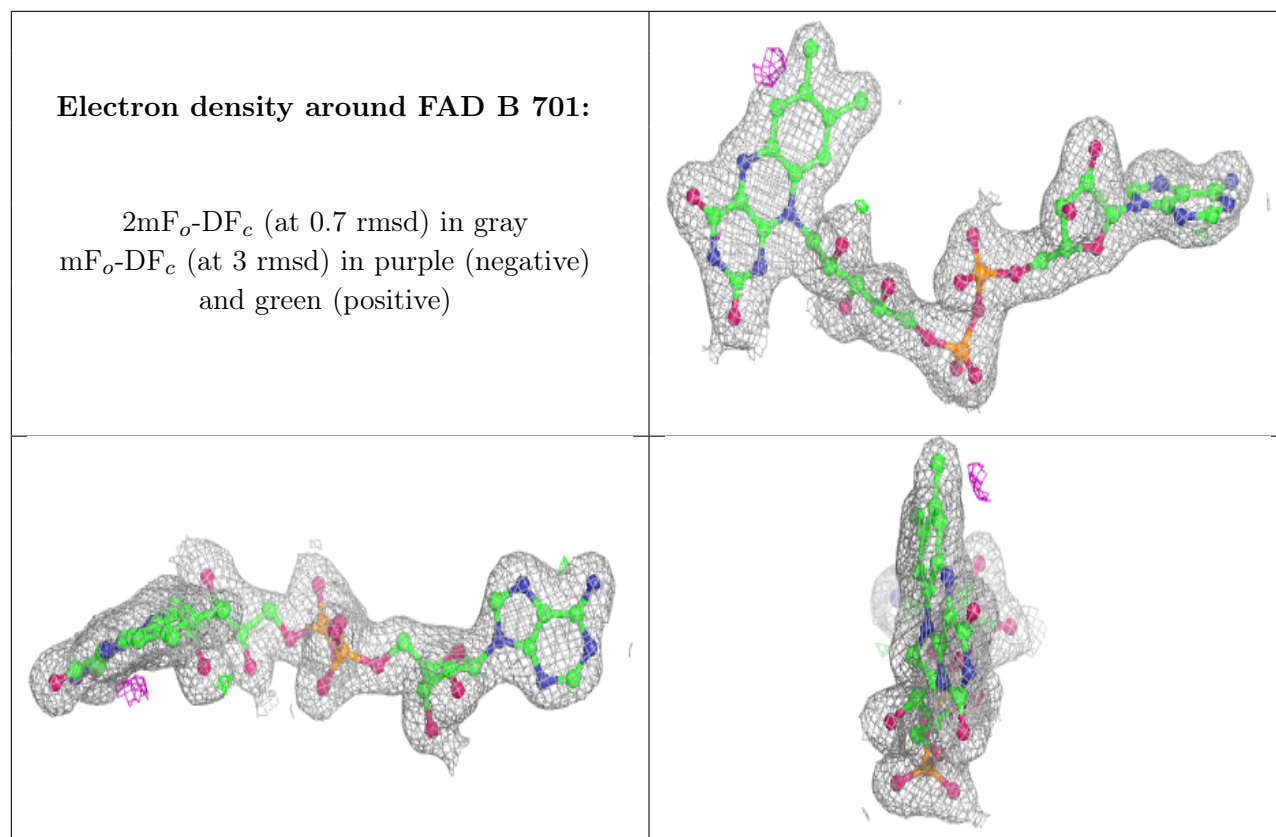 Electron density around FAD B 701:
2mFₒ-DF𝒸 (at 0.7 rmsd) in gray
mFₒ-DF𝒸 (at 3 rmsd) in purple (negative)
and green (positive)